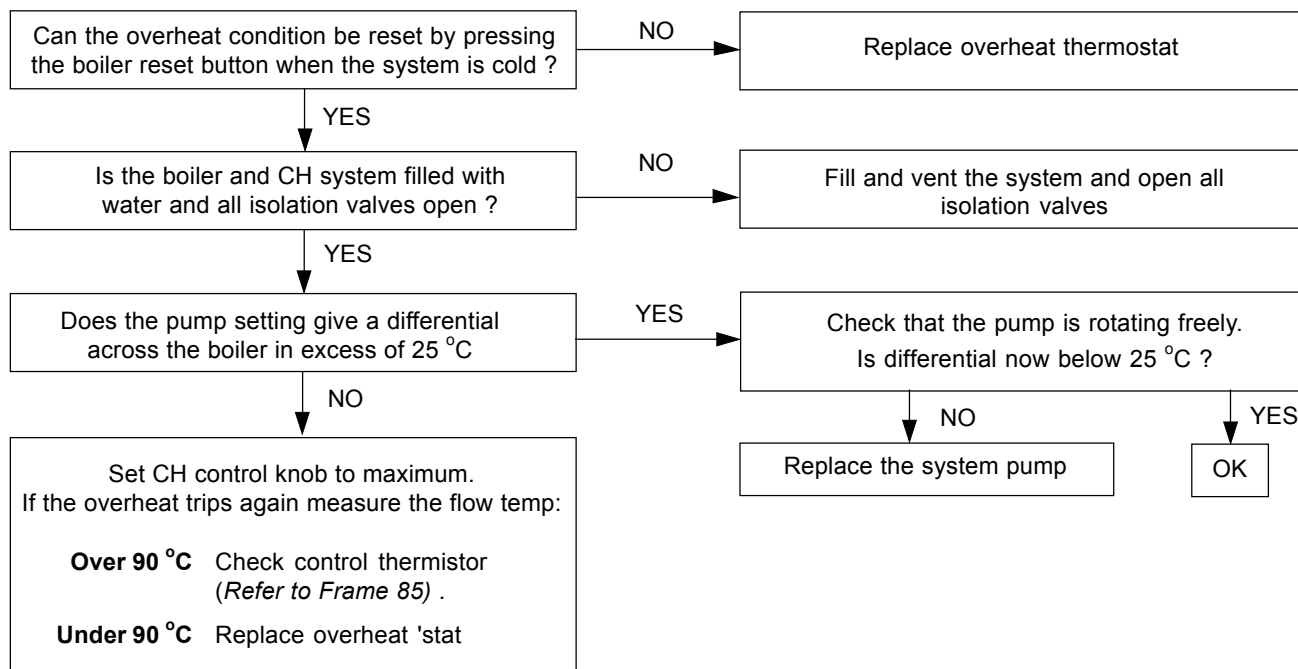 Can the overheat condition be reset by pressing
the boiler reset button when the system is cold ?
NO
Replace overheat thermostat
YES
Is the boiler and CH system filled with
water and all isolation valves open ?
NO
Fill and vent the system and open all
isolation valves
YES
Does the pump setting give a differential
across the boiler in excess of 25 °C
YES
Check that the pump is rotating freely.
Is differential now below 25 °C ?
NO
NO
YES
Set CH control knob to maximum.
If the overheat trips again measure the flow temp:
Over 90 °C Check control thermistor
(Refer to Frame 85) .
Under 90 °C Replace overheat 'stat
Replace the system pump
OK